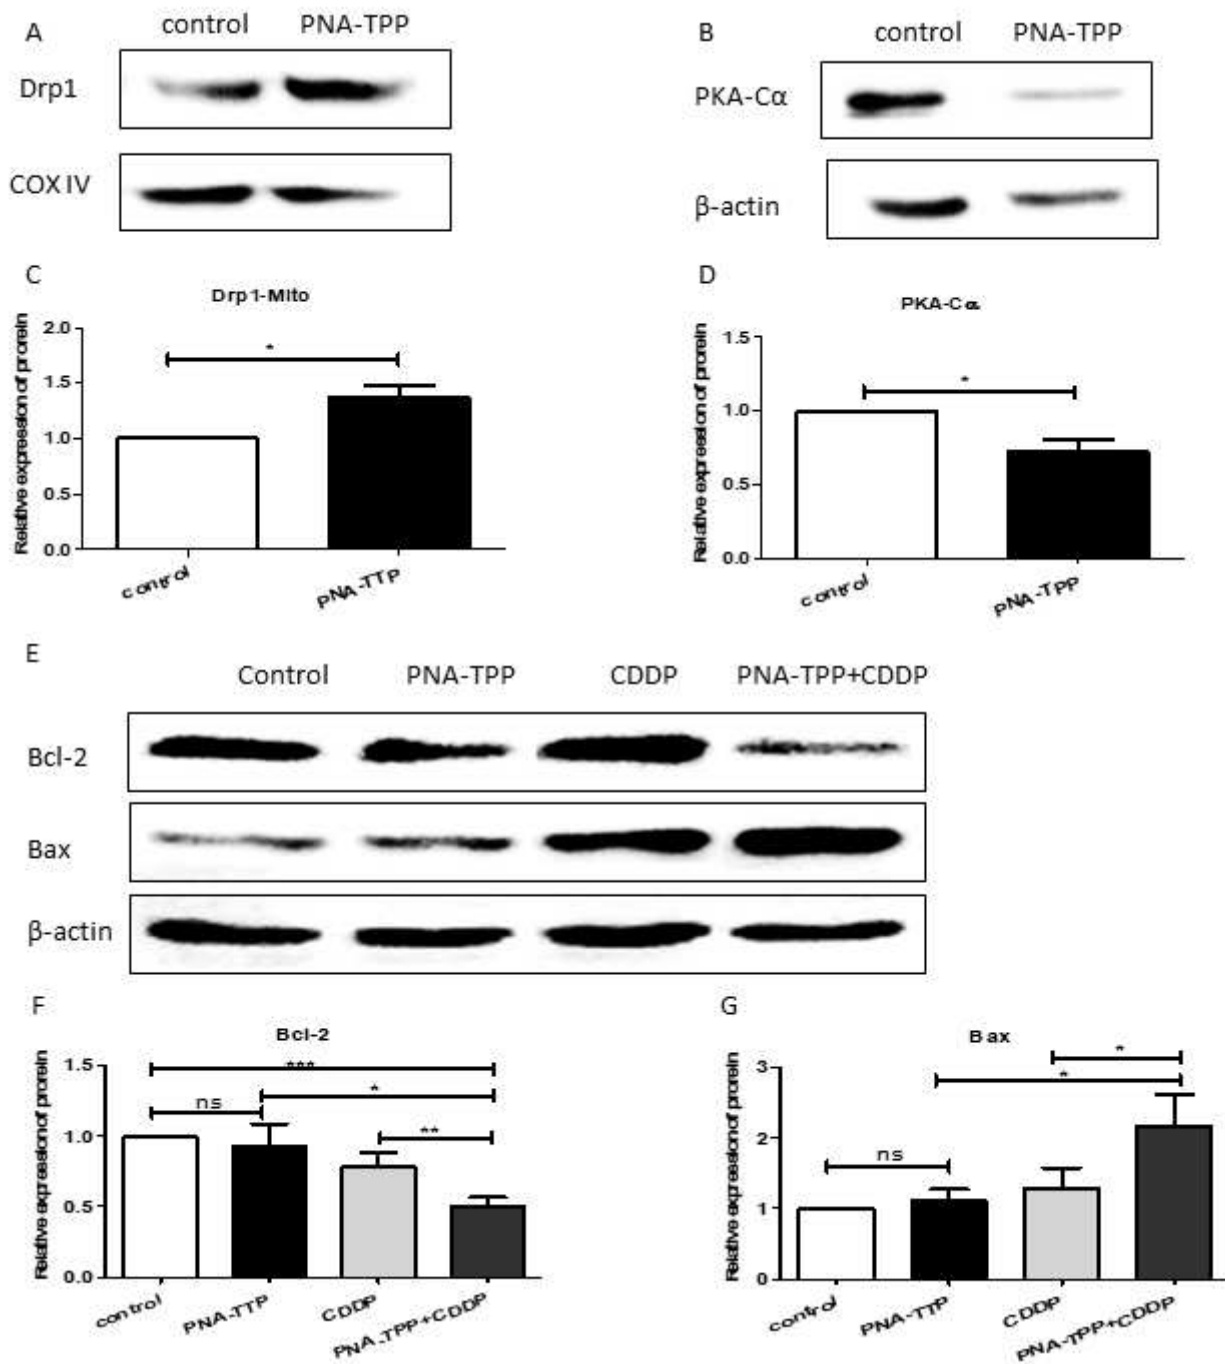 A
control PNA-TPP
Drp1
COX IV
B
control PNA-TPP
PKA-Cα
β-actin
C
Drp1-Mito
Relative expression of prorein
2.0
1.5
1.0
0.5
0.0
*
control
PNA-TTP
D
PKA-Cα
Relative expression of prorein
1.5
1.0
0.5
0.0
*
control
PNA-TPP
E
Control PNA-TPP CDDP PNA-TPP+CDDP
Bcl-2
Bax
β-actin
F
Bcl-2
Relative expression of prorein
1.5
1.0
0.5
0.0
***
*
ns
**
control
PNA-TTP
CDDP
PNA-TPP+CDDP
G
Bax
Relative expression of prorein
3
2
1
0
*
*
ns
control
PNA-TTP
CDDP
PNA-TPP+CDDP